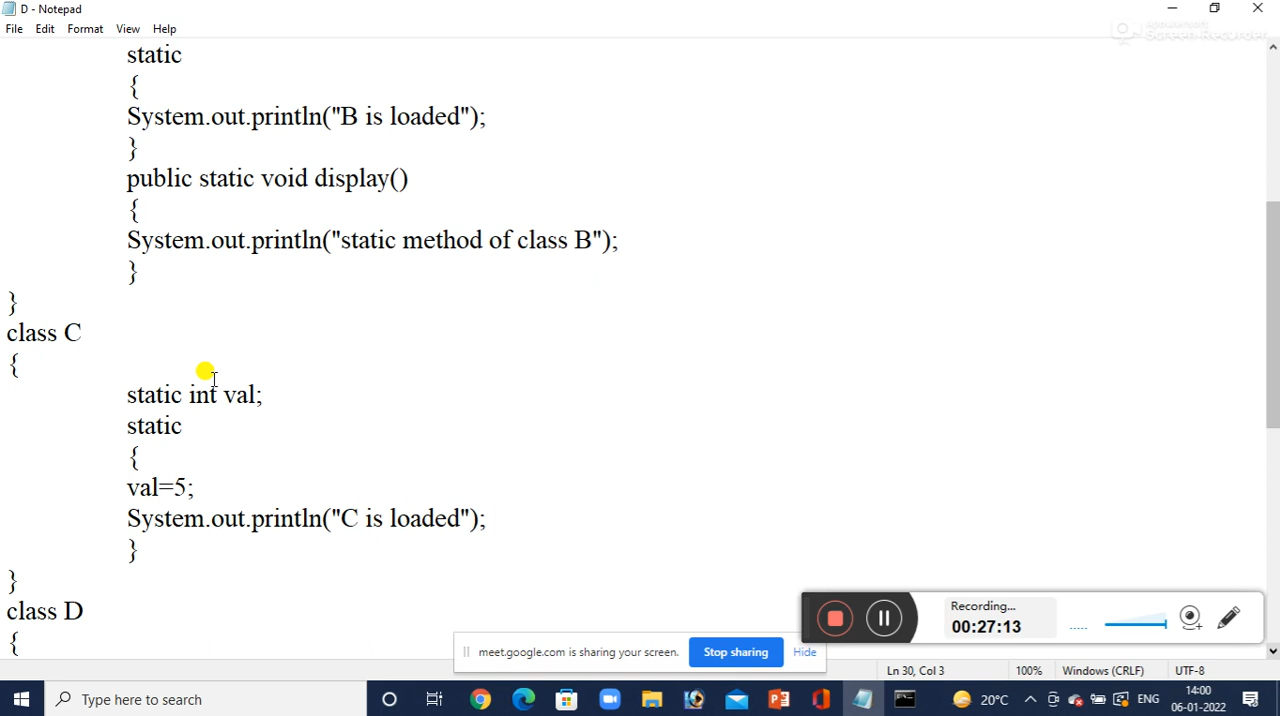 D - Notepad
File Edit Format View Help
Apowersoft
Screen Recorder
static
{
System.out.println("B is loaded");
}
public static void display()
{
System.out.println("static method of class B");
}
}
class C
{
static int val;
static
{
val=5;
System.out.println("C is loaded");
}
}
class D
{
Recording...
00:27:13
meet.google.com is sharing your screen. Stop sharing Hide
Ln 30, Col 3 100% Windows (CRLF) UTF-8
Type here to search
20°C ENG
14:00
06-01-2022